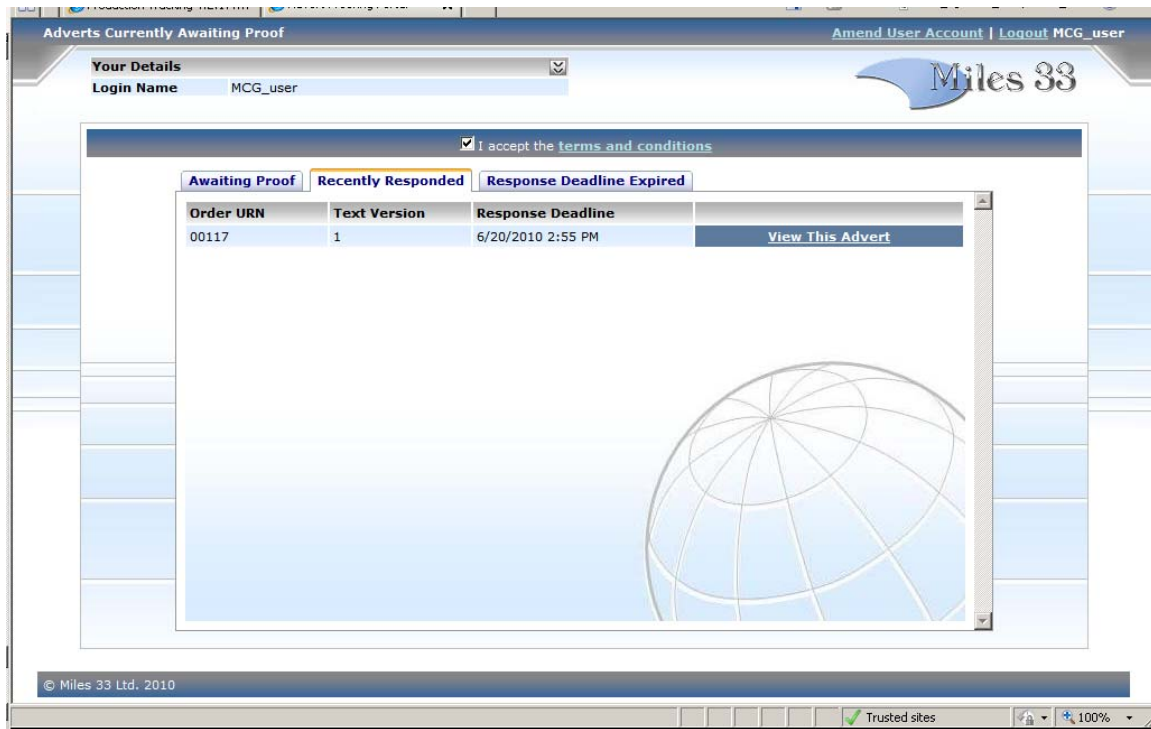 Adverts Currently Awaiting Proof
Amend User Account | Logout MCG_user
Your Details
Login Name MCG_user
Miles 33
I accept the terms and conditions
Awaiting Proof Recently Responded Response Deadline Expired
Order URN Text Version Response Deadline
00117 1 6/20/2010 2:55 PM View This Advert
© Miles 33 Ltd. 2010
Trusted sites 100%